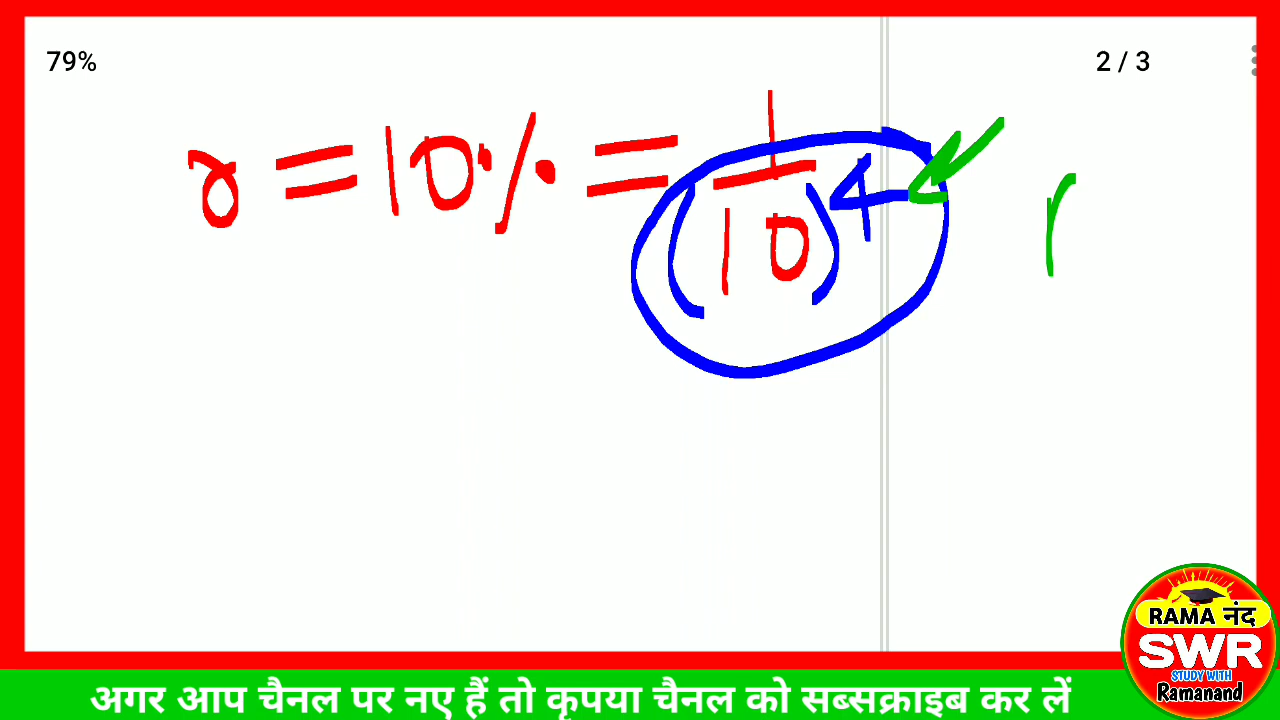 79%
2 / 3
r = 10% = 1/(10)^4
RAMA नंद
SWR
STUDY WITH
Ramanand
अगर आप चैनल पर नए हैं तो कृपया चैनल को सब्सक्राइब कर लें